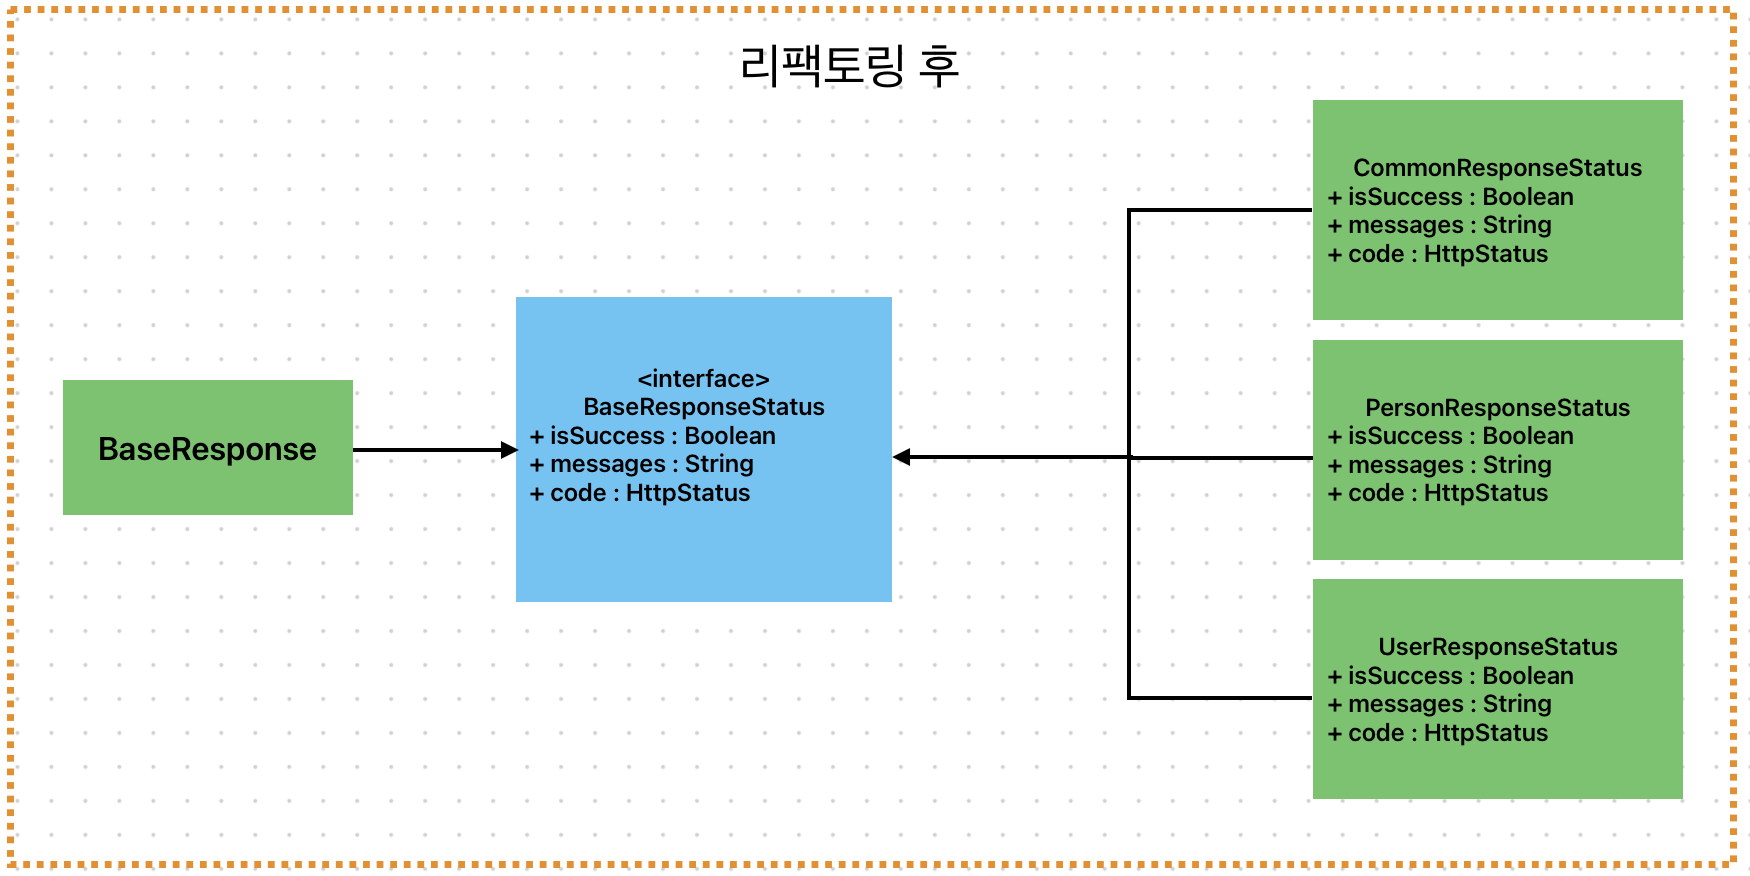 리팩토링 후
BaseResponse
<interface>
BaseResponseStatus
+ isSuccess : Boolean
+ messages : String
+ code : HttpStatus
CommonResponseStatus
+ isSuccess : Boolean
+ messages : String
+ code : HttpStatus
PersonResponseStatus
+ isSuccess : Boolean
+ messages : String
+ code : HttpStatus
UserResponseStatus
+ isSuccess : Boolean
+ messages : String
+ code : HttpStatus